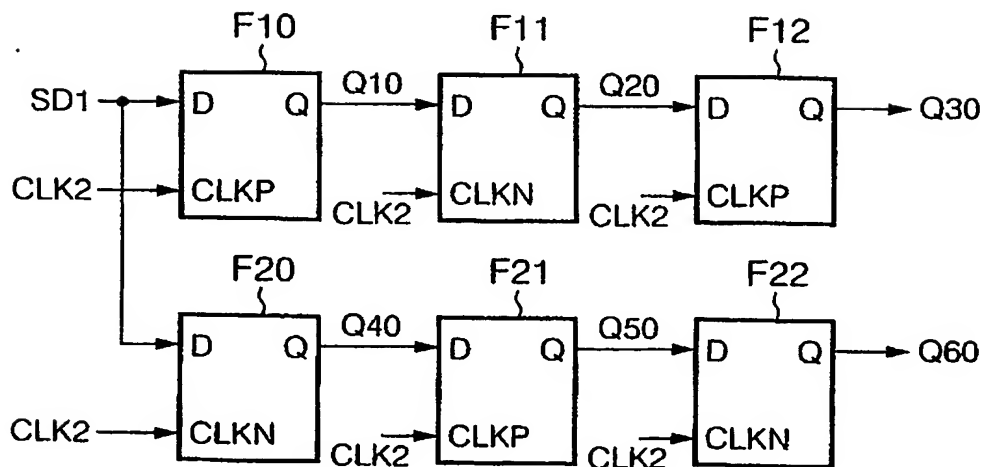 F10 F11 F12
SD1 D Q Q10 D Q Q20 D Q Q30
CLK2 CLKP CLK2 CLKN CLK2 CLKP
F20 F21 F22
D Q Q40 D Q Q50 D Q Q60
CLK2 CLKN CLK2 CLKP CLK2 CLKN